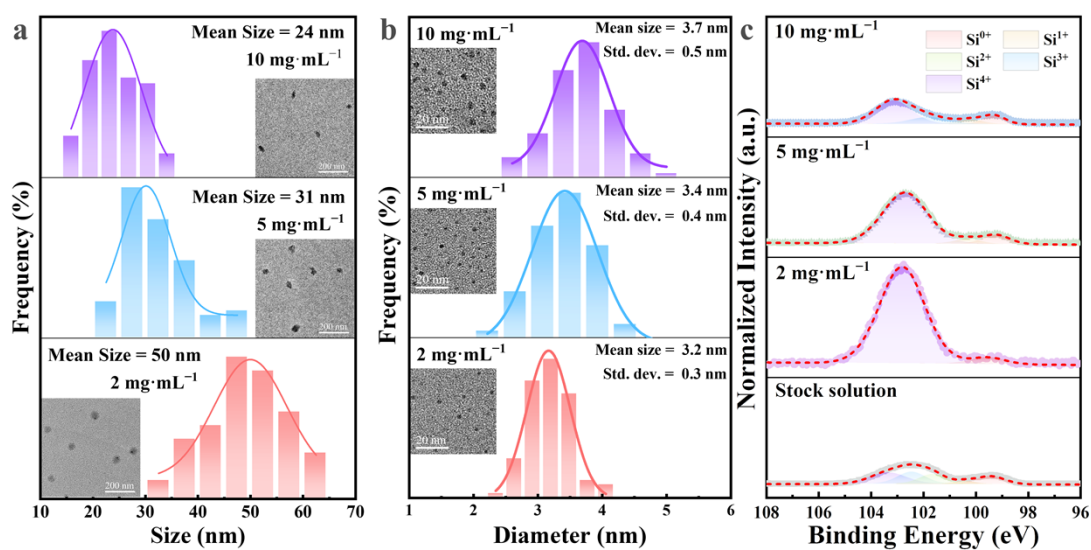 a
Mean Size = 24 nm
10 mg·mL⁻¹
200 nm
Mean Size = 31 nm
5 mg·mL⁻¹
200 nm
Mean Size = 50 nm
2 mg·mL⁻¹
200 nm
Frequency (%)
10 20 30 40 50 60 70
Size (nm)
b
10 mg·mL⁻¹
Mean size = 3.7 nm
Std. dev. = 0.5 nm
20 nm
5 mg·mL⁻¹
Mean size = 3.4 nm
Std. dev. = 0.4 nm
20 nm
2 mg·mL⁻¹
Mean size = 3.2 nm
Std. dev. = 0.3 nm
20 nm
Frequency (%)
1 2 3 4 5 6
Diameter (nm)
c
10 mg·mL⁻¹
Si⁰⁺ Si¹⁺
Si²⁺ Si³⁺
Si⁴⁺
5 mg·mL⁻¹
2 mg·mL⁻¹
Stock solution
Normalized Intensity (a.u.)
108 106 104 102 100 98 96
Binding Energy (eV)